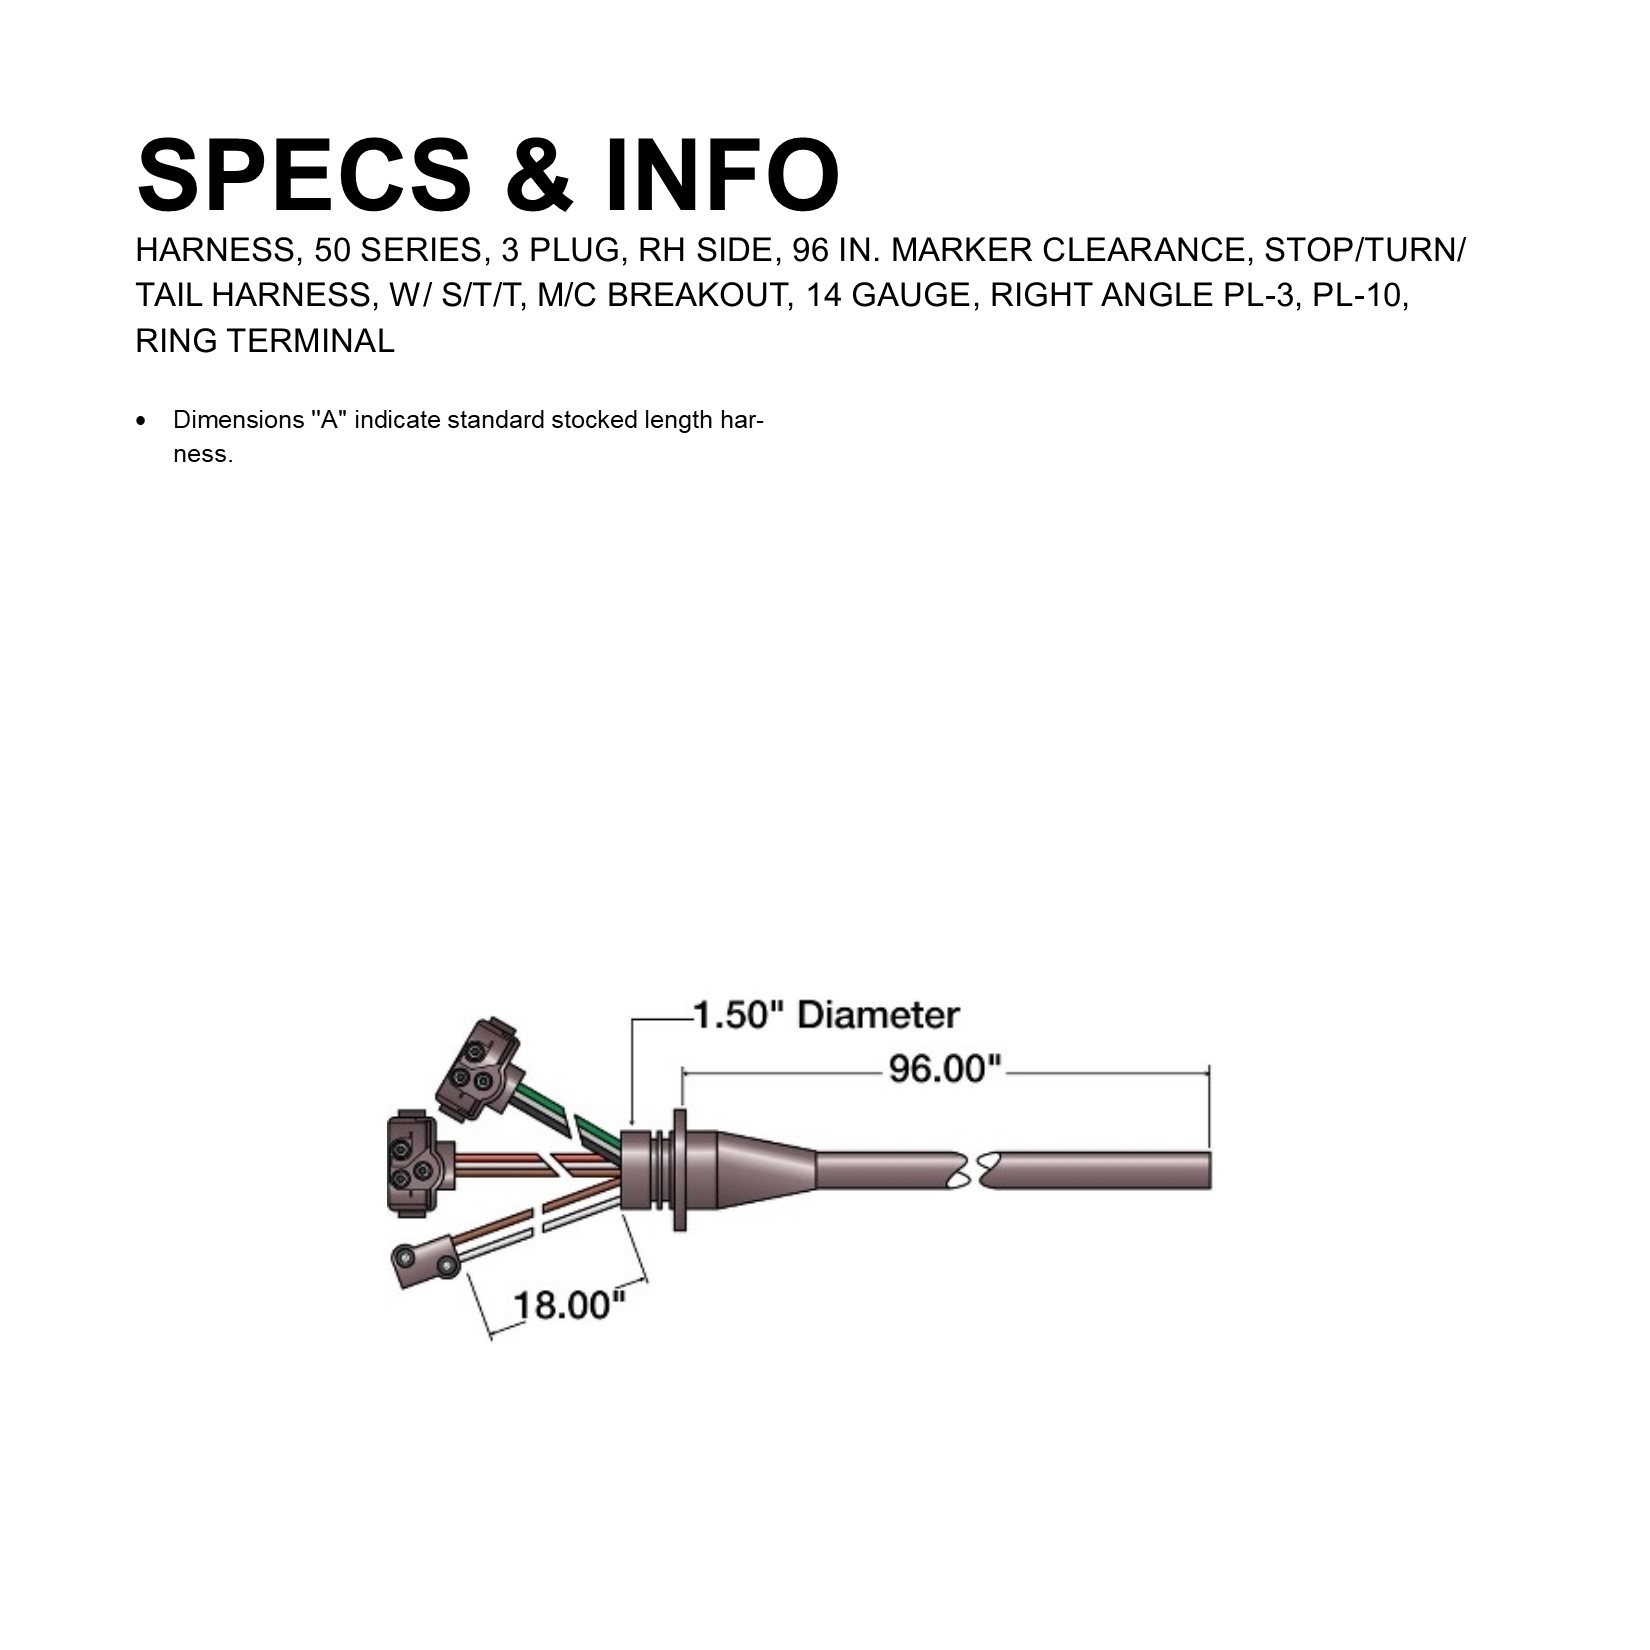 SPECS & INFO
HARNESS, 50 SERIES, 3 PLUG, RH SIDE, 96 IN. MARKER CLEARANCE, STOP/TURN/
TAIL HARNESS, W/ S/T/T, M/C BREAKOUT, 14 GAUGE, RIGHT ANGLE PL-3, PL-10,
RING TERMINAL
• Dimensions "A" indicate standard stocked length har-
ness.
1.50" Diameter
96.00"
18.00"